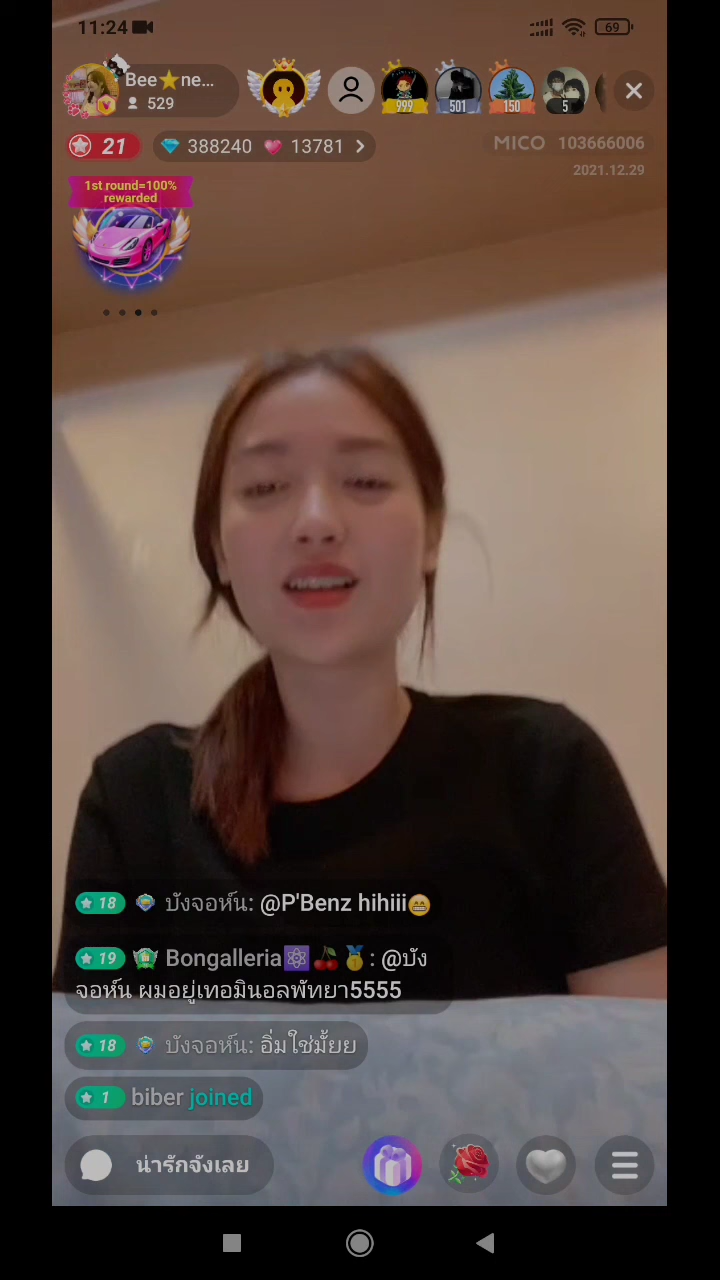 11:24
69
Bee⭐ne...
529
999
501
150
5
21
388240
13781
MICO 103666006
2021.12.29
1st round=100%
rewarded
18 บังจอห์น: @P'Benz hihiii😁
19 Bongalleria⚛️🍒🥇: @บัง
จอห์น ผมอยู่เทอมินอลพัทยา5555
18 บังจอห์น: อิ่มใช่มั้ยย
1 biber joined
น่ารักจังเลย